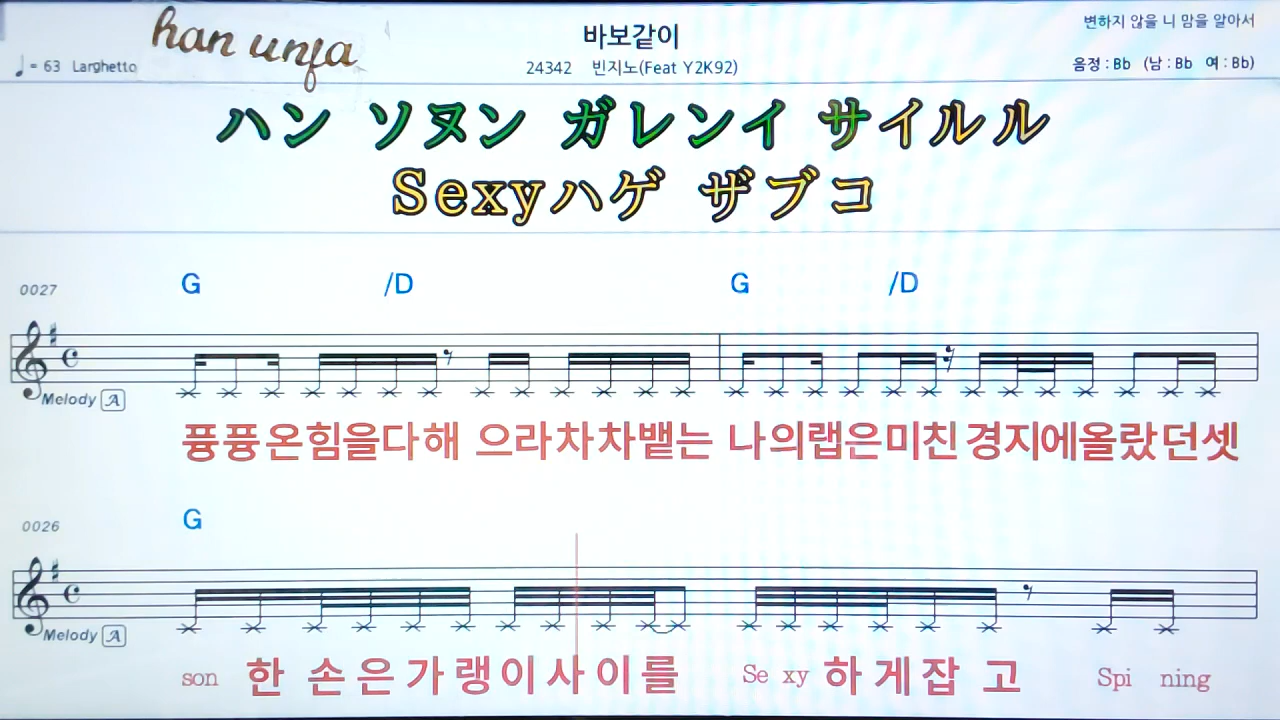 han unfa
바보같이
변하지 않을 니 맘을 알아서
♩= 63 Larghetto
24342 빈지노(Feat Y2K92)
음정 : Bb (남 : Bb 여 : Bb)
ハン ソヌン ガレンイ サイルル
Sexyハゲ ザブコ
0027
G /D G /D
Melody A
퓽퓽온힘을다해 으라차차뱉는 나의랩은미친경지에올랐던셋
0026
G
Melody A
son 한 손은가랭이사이를 Se xy 하게잡 고 Spi ning